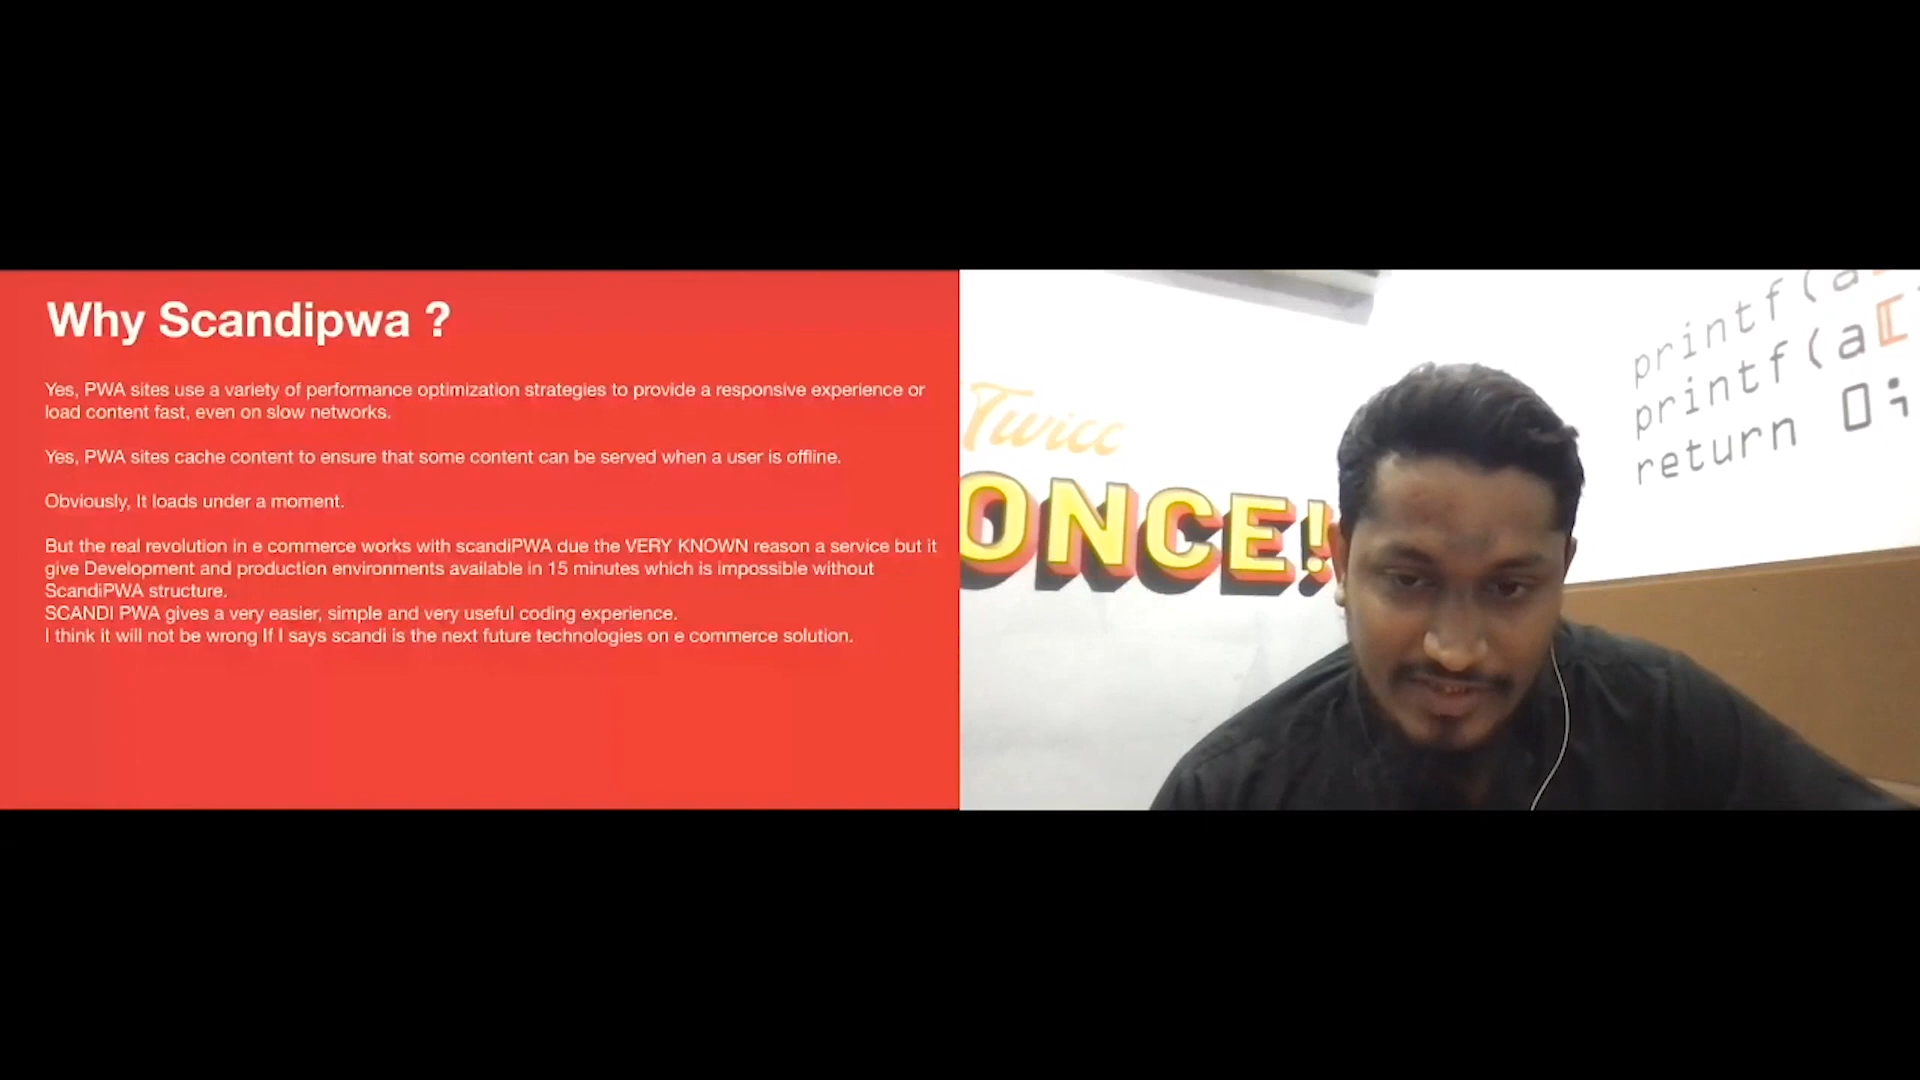 Why Scandipwa ?
Yes, PWA sites use a variety of performance optimization strategies to provide a responsive experience or
load content fast, even on slow networks.
Yes, PWA sites cache content to ensure that some content can be served when a user is offline.
Obviously, It loads under a moment.
But the real revolution in e commerce works with scandiPWA due the VERY KNOWN reason a service but it
give Development and production environments available in 15 minutes which is impossible without
ScandiPWA structure.
SCANDI PWA gives a very easier, simple and very useful coding experience.
I think it will not be wrong If I says scandi is the next future technologies on e commerce solution.
Twice
ONCE!
printf(a
printf(a[
return 0;